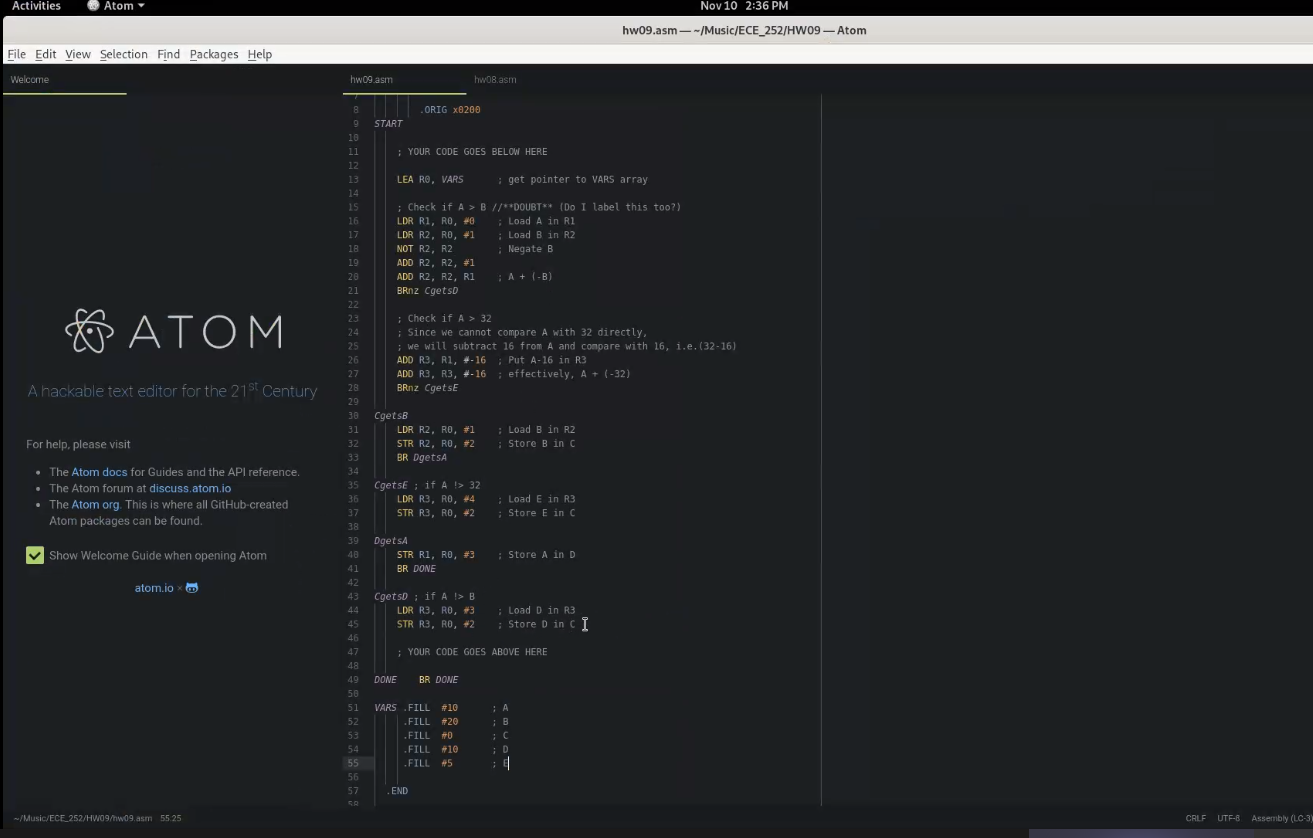 Activities Atom Nov 10 2:36 PM
hw09.asm — ~/Music/ECE_252/HW09 — Atom
File Edit View Selection Find Packages Help
Welcome
hw09.asm hw08.asm
7
8 .ORIG x0200
9 START
10
11 ; YOUR CODE GOES BELOW HERE
12
13 LEA R0, VARS ; get pointer to VARS array
14
15 ; Check if A > B //**DOUBT** (Do I label this too?)
16 LDR R1, R0, #0 ; Load A in R1
17 LDR R2, R0, #1 ; Load B in R2
18 NOT R2, R2 ; Negate B
19 ADD R2, R2, #1
20 ADD R2, R2, R1 ; A + (-B)
21 BRnz CgetsD
22
23 ; Check if A > 32
24 ; Since we cannot compare A with 32 directly,
25 ; we will subtract 16 from A and compare with 16, i.e.(32-16)
26 ADD R3, R1, #-16 ; Put A-16 in R3
27 ADD R3, R3, #-16 ; effectively, A + (-32)
28 BRnz CgetsE
29
30 CgetsB
31 LDR R2, R0, #1 ; Load B in R2
32 STR R2, R0, #2 ; Store B in C
33 BR DgetsA
34
35 CgetsE ; if A !> 32
36 LDR R3, R0, #4 ; Load E in R3
37 STR R3, R0, #2 ; Store E in C
38
39 DgetsA
40 STR R1, R0, #3 ; Store A in D
41 BR DONE
42
43 CgetsD ; if A !> B
44 LDR R3, R0, #3 ; Load D in R3
45 STR R3, R0, #2 ; Store D in C
46
47 ; YOUR CODE GOES ABOVE HERE
48
49 DONE BR DONE
50
51 VARS .FILL #10 ; A
52 .FILL #20 ; B
53 .FILL #0 ; C
54 .FILL #10 ; D
55 .FILL #5 ; E
56
57 .END
58
ATOM
A hackable text editor for the 21st Century
For help, please visit
• The Atom docs for Guides and the API reference.
• The Atom forum at discuss.atom.io
• The Atom org. This is where all GitHub-created
Atom packages can be found.
Show Welcome Guide when opening Atom
atom.io ×
~/Music/ECE_252/HW09/hw09.asm 55:25 CRLF UTF-8 Assembly (LC-3)